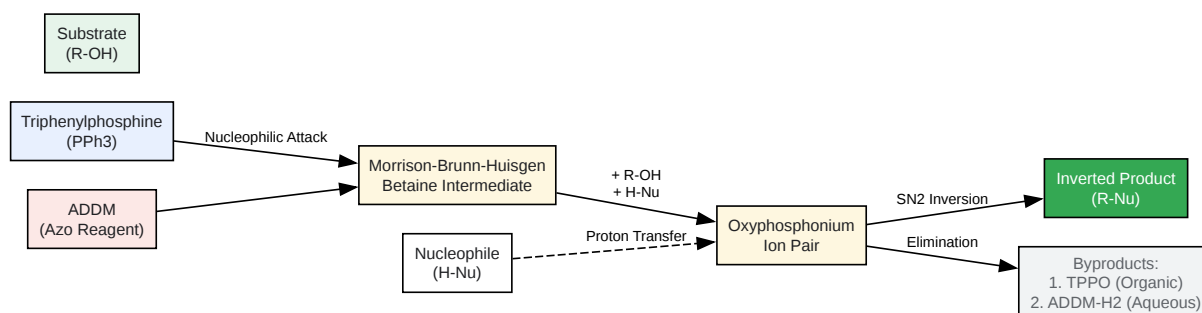 Substrate
(R-OH)
Triphenylphosphine
(PPh3)
Nucleophilic Attack
ADDM
(Azo Reagent)
Morrison-Brunn-Huisgen
Betaine Intermediate
+ R-OH
+ H-Nu
Nucleophile
(H-Nu)
Proton Transfer
Oxyphosphonium
Ion Pair
SN2 Inversion
Elimination
Inverted Product
(R-Nu)
Byproducts:
1. TPPO (Organic)
2. ADDM-H2 (Aqueous)